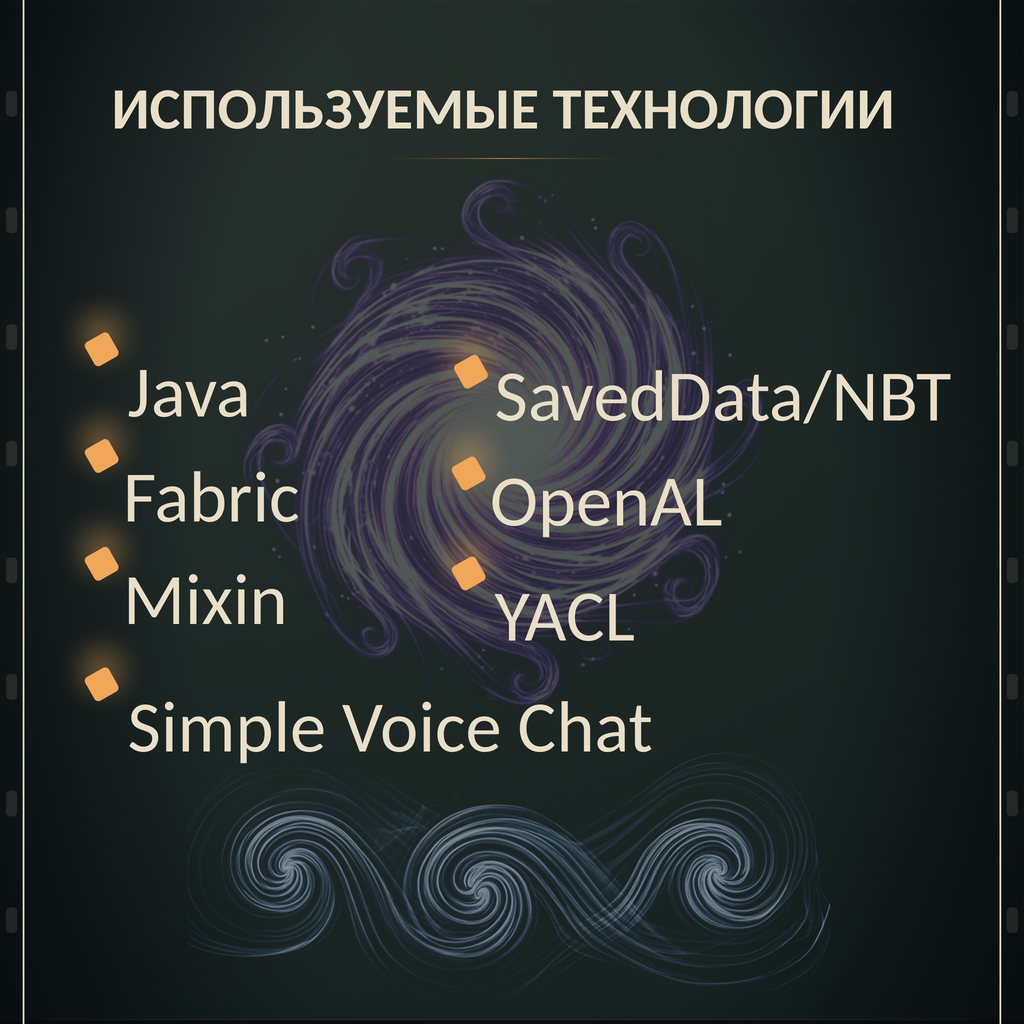 ИСПОЛЬЗУЕМЫЕ ТЕХНОЛОГИИ
Java
Fabric
Mixin
Simple Voice Chat
SavedData/NBT
OpenAL
YACL